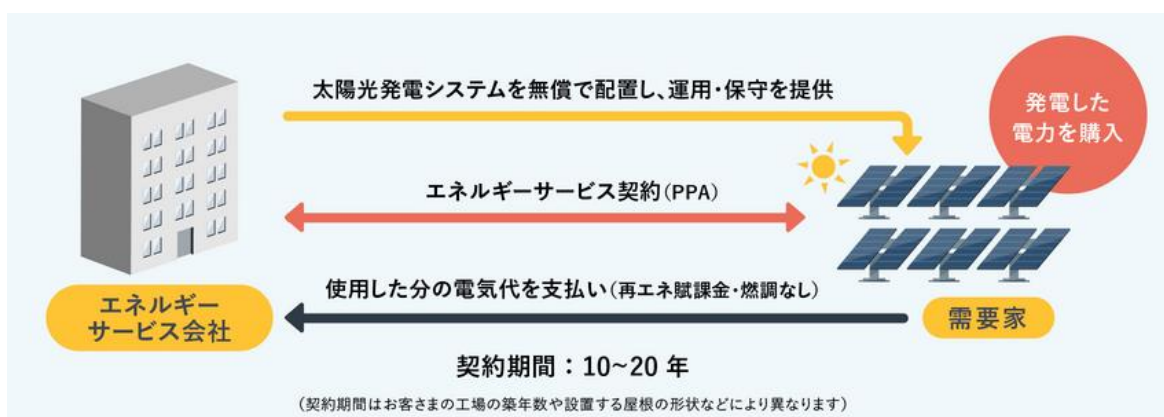 太陽光発電システムを無償で配置し、運用・保守を提供
発電した
電力を購入
エネルギーサービス契約(PPA)
使用した分の電気代を支払い(再エネ賦課金・燃調なし)
エネルギー
サービス会社
需要家
契約期間：10~20 年
(契約期間はお客さまの工場の築年数や設置する屋根の形状などにより異なります)